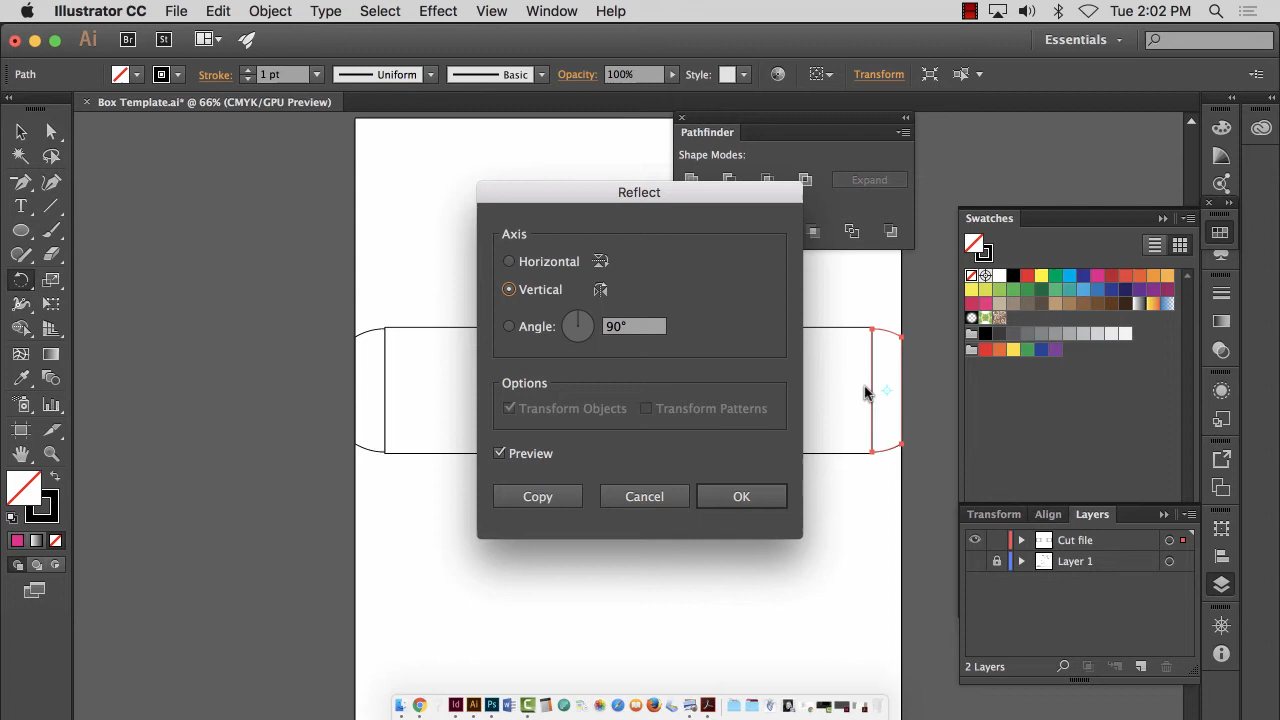 Illustrator CC File Edit Object Type Select Effect View Window Help Tue 2:02 PM
Ai Br St Essentials
Path Stroke: 1 pt Uniform Basic Opacity: 100% Style: Transform
Box Template.ai* @ 66% (CMYK/GPU Preview)
Pathfinder
Shape Modes:
Expand
Reflect
Axis
Horizontal
Vertical
Angle: 90°
Options
Transform Objects Transform Patterns
Preview
Copy Cancel OK
Swatches
Transform Align Layers
Cut file
Layer 1
2 Layers
Id Ai Ps W